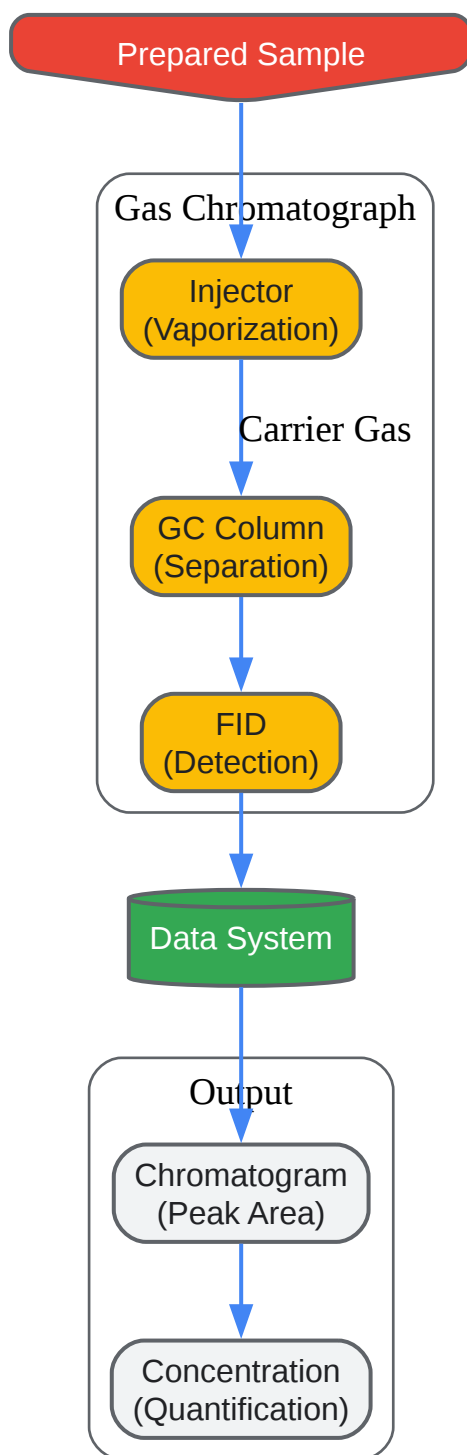 Prepared Sample
Gas Chromatograph
Injector
(Vaporization)
Carrier Gas
GC Column
(Separation)
FID
(Detection)
Data System
Output
Chromatogram
(Peak Area)
Concentration
(Quantification)